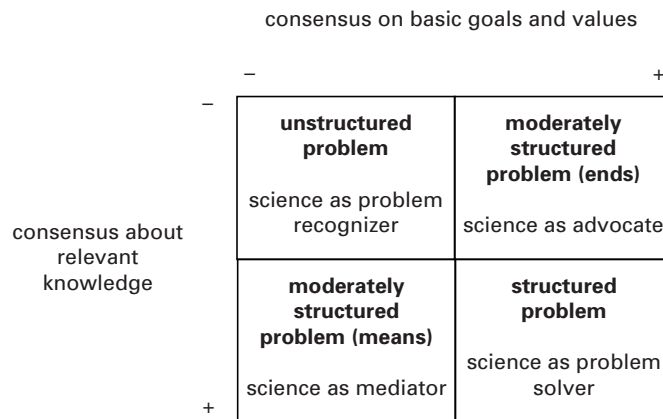 consensus on basic goals and values
– +
–
unstructured
problem
science as problem
recognizer
moderately
structured
problem (ends)
science as advocate
consensus about
relevant
knowledge
moderately
structured
problem (means)
science as mediator
structured
problem
science as problem
solver
+